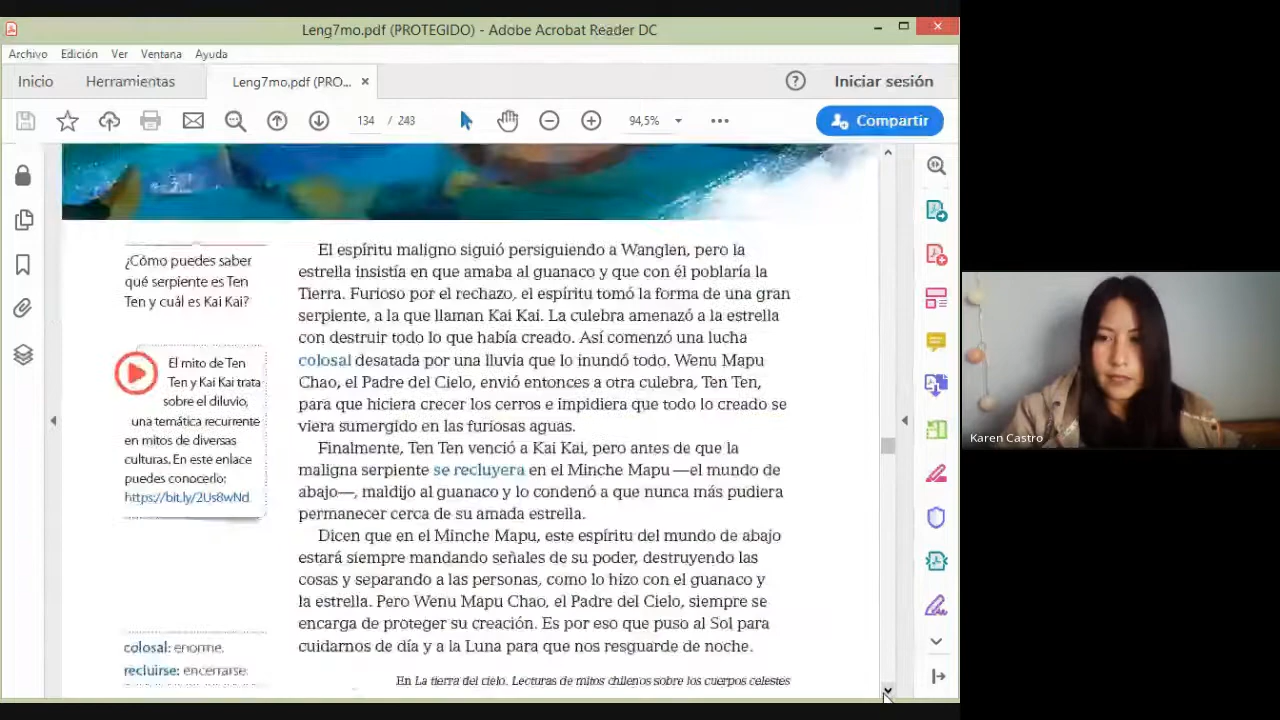 Leng7mo.pdf (PROTEGIDO) - Adobe Acrobat Reader DC
Archivo Edición Ver Ventana Ayuda
Inicio Herramientas Leng7mo.pdf (PRO... × Iniciar sesión
134 / 243 94,5% Compartir
¿Cómo puedes saber
qué serpiente es Ten
Ten y cuál es Kai Kai?
El mito de Ten
Ten y Kai Kai trata
sobre el diluvio,
una temática recurrente
en mitos de diversas
culturas. En este enlace
puedes conocerlo:
https://bit.ly/2Us8wNd
colosal: enorme.
recluirse: encerrarse.
El espíritu maligno siguió persiguiendo a Wanglen, pero la
estrella insistía en que amaba al guanaco y que con él poblaría la
Tierra. Furioso por el rechazo, el espíritu tomó la forma de una gran
serpiente, a la que llaman Kai Kai. La culebra amenazó a la estrella
con destruir todo lo que había creado. Así comenzó una lucha
colosal desatada por una lluvia que lo inundó todo. Wenu Mapu
Chao, el Padre del Cielo, envió entonces a otra culebra, Ten Ten,
para que hiciera crecer los cerros e impidiera que todo lo creado se
viera sumergido en las furiosas aguas.
Finalmente, Ten Ten venció a Kai Kai, pero antes de que la
maligna serpiente se recluyera en el Minche Mapu —el mundo de
abajo—, maldijo al guanaco y lo condenó a que nunca más pudiera
permanecer cerca de su amada estrella.
Dicen que en el Minche Mapu, este espíritu del mundo de abajo
estará siempre mandando señales de su poder, destruyendo las
cosas y separando a las personas, como lo hizo con el guanaco y
la estrella. Pero Wenu Mapu Chao, el Padre del Cielo, siempre se
encarga de proteger su creación. Es por eso que puso al Sol para
cuidarnos de día y a la Luna para que nos resguarde de noche.
En La tierra del cielo. Lecturas de mitos chilenos sobre los cuerpos celestes
Karen Castro